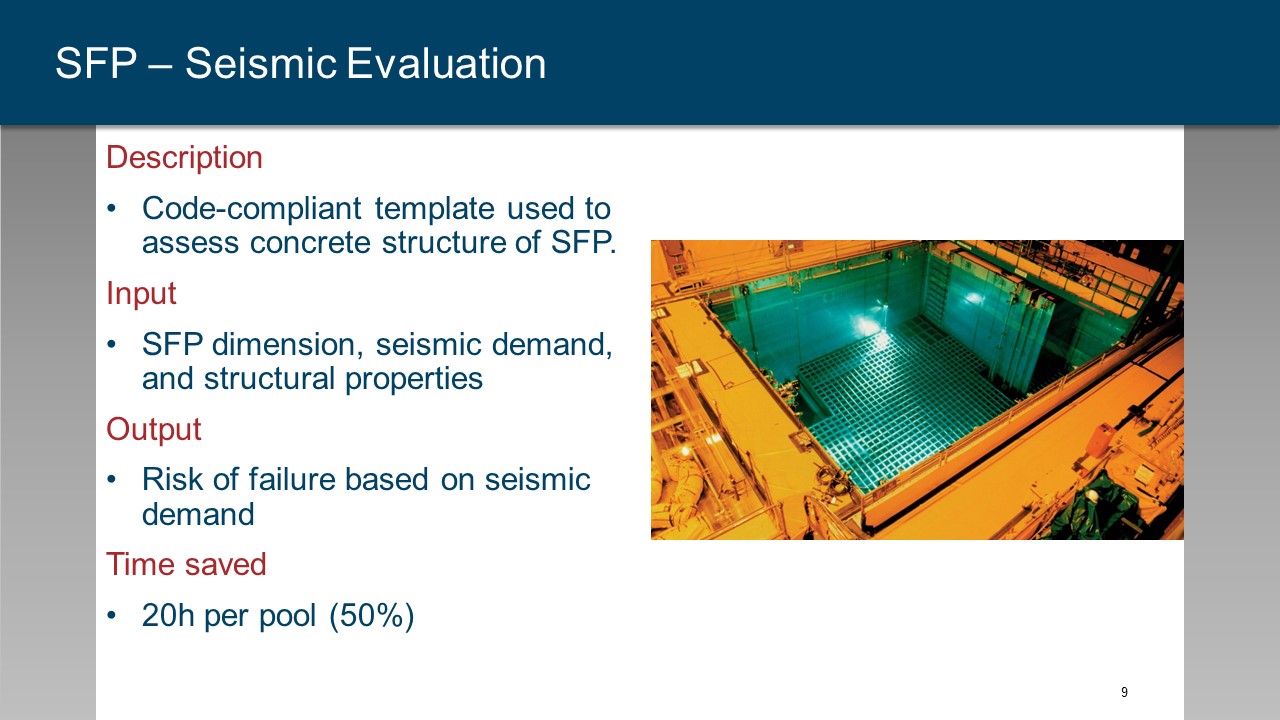 SFP – Seismic Evaluation
Description
• Code-compliant template used to
assess concrete structure of SFP.
Input
• SFP dimension, seismic demand,
and structural properties
Output
• Risk of failure based on seismic
demand
Time saved
• 20h per pool (50%)
9